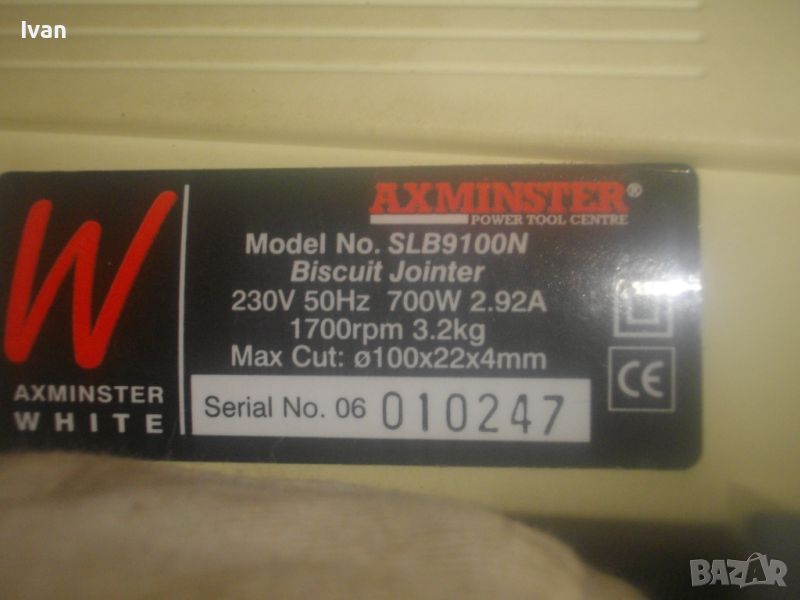 Ivan
AXMINSTER®
POWER TOOL CENTRE
Model No. SLB9100N
Biscuit Jointer
230V 50Hz 700W 2.92A
1700rpm 3.2kg
Max Cut: ø100x22x4mm
Serial No. 06 010247
W
AXMINSTER
WHITE
CE
BAZAR